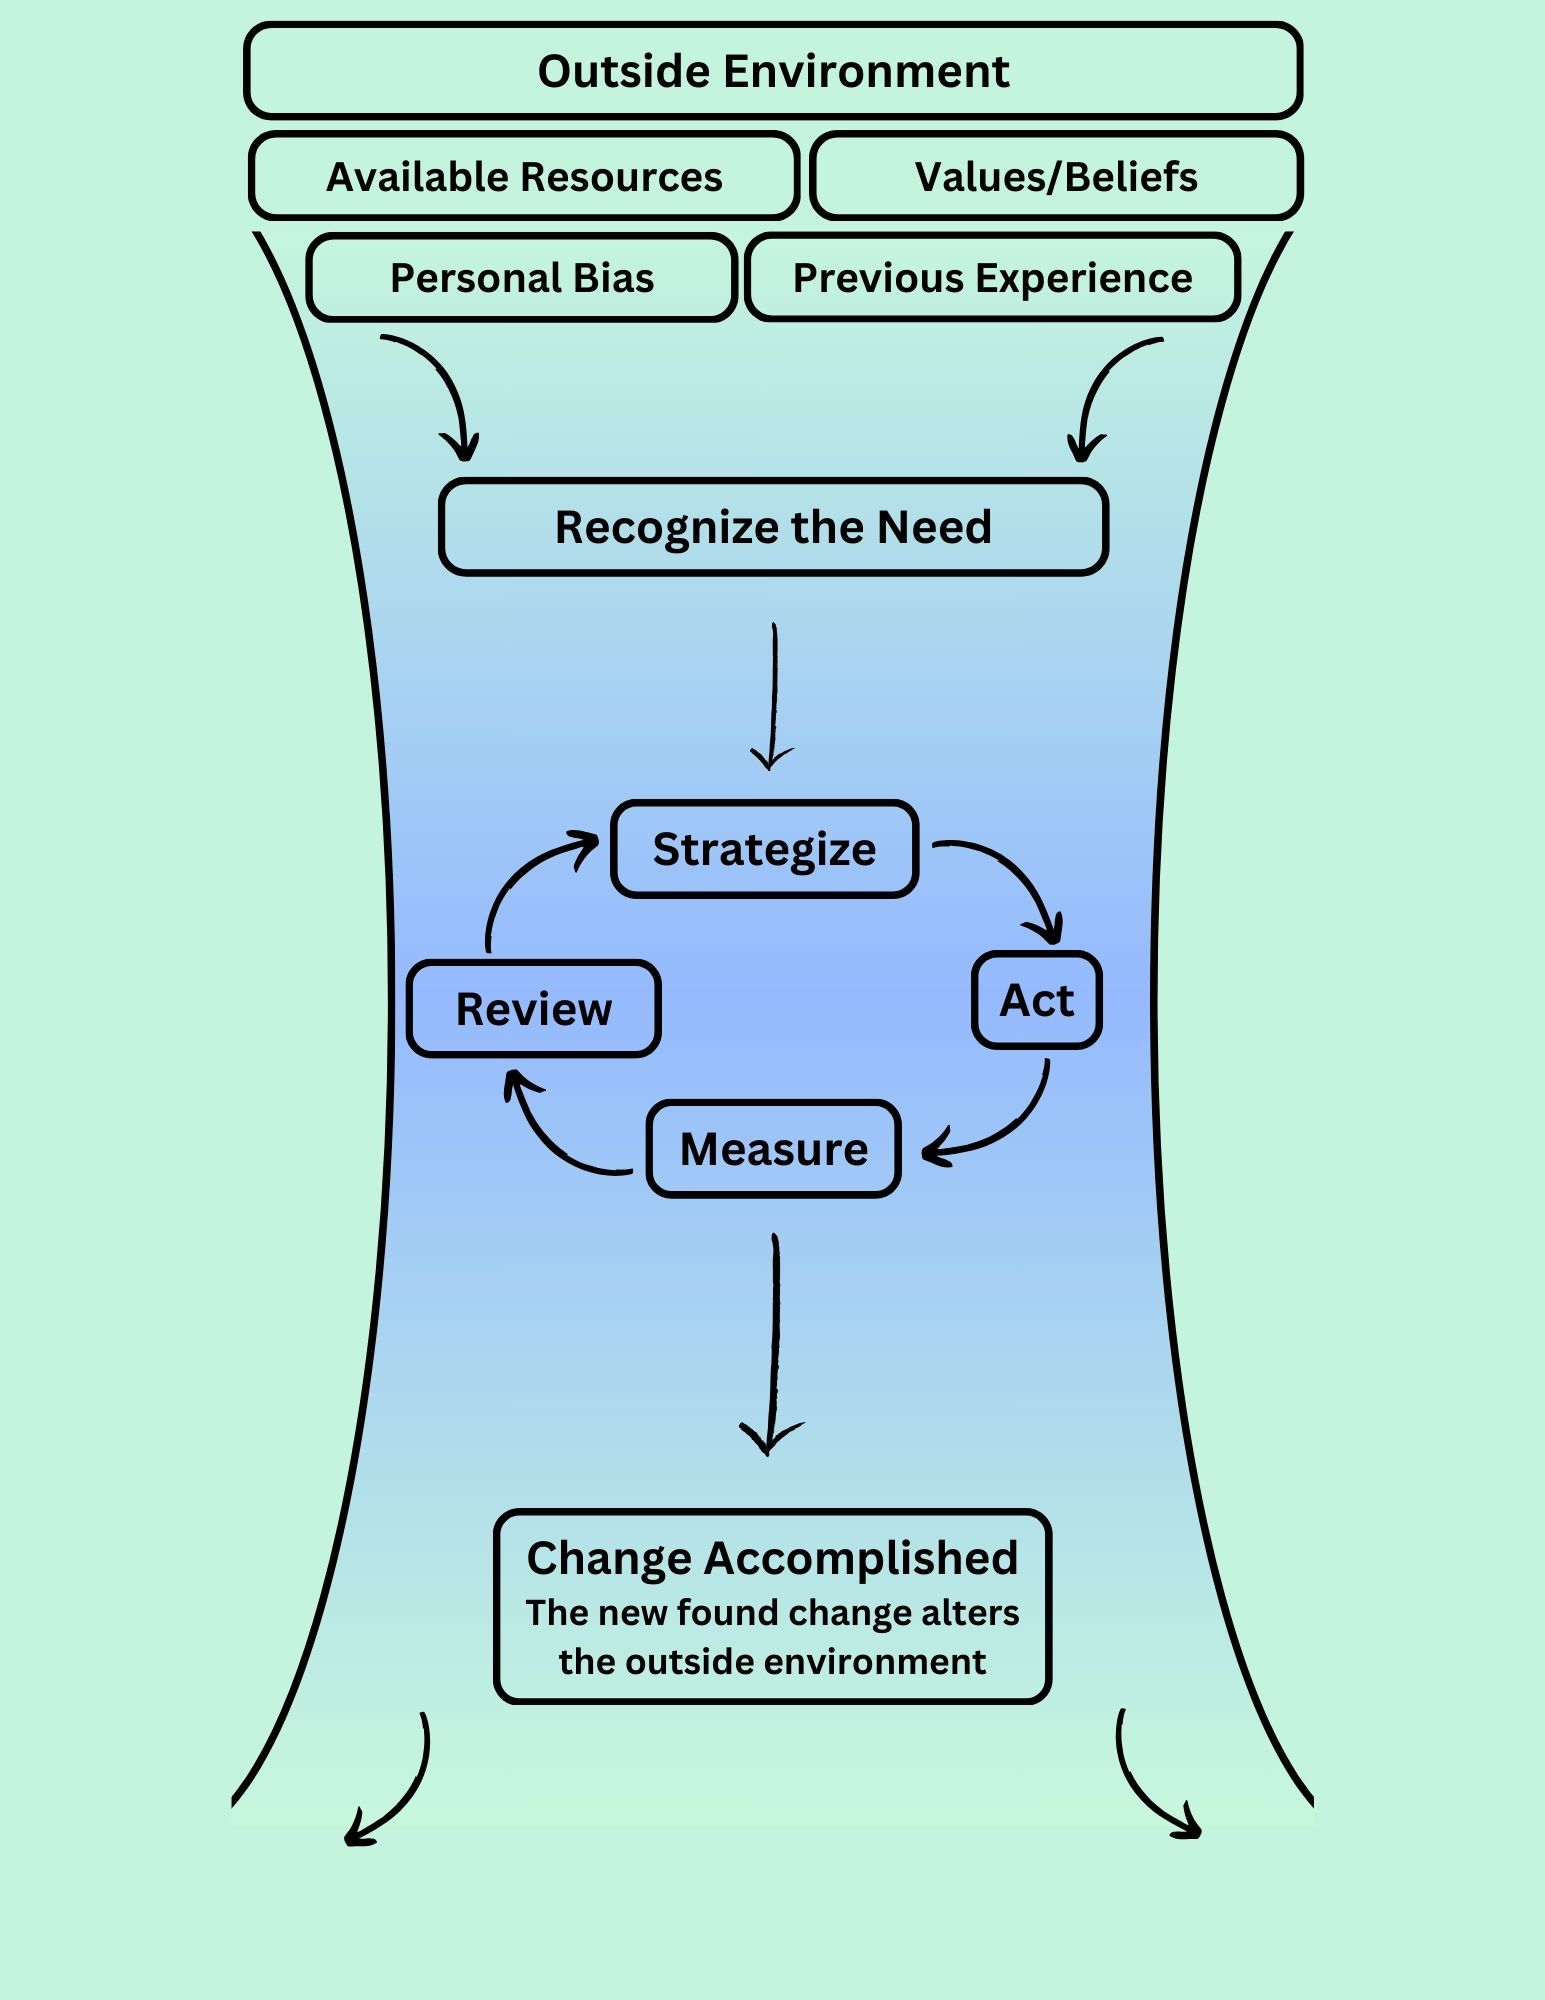 Outside Environment
Available Resources
Values/Beliefs
Personal Bias
Previous Experience
Recognize the Need
Strategize
Act
Review
Measure
Change Accomplished
The new found change alters
the outside environment